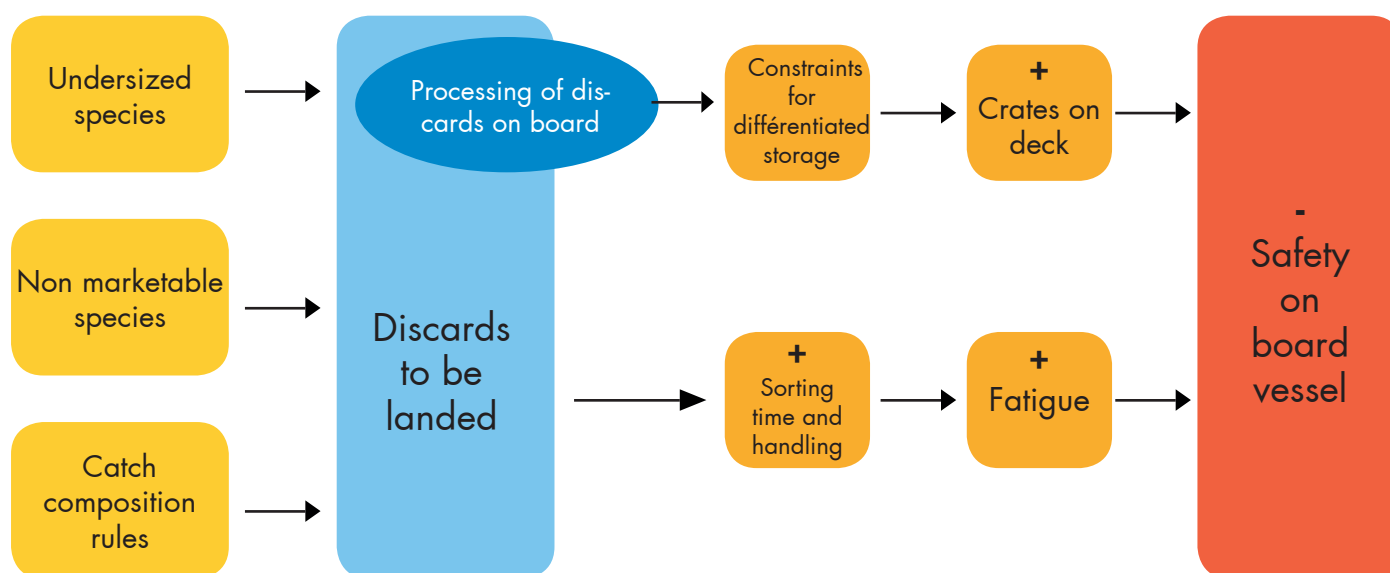 Undersized
species
Non marketable
species
Catch
composition
rules
Processing of dis-
cards on board
Discards
to be
landed
Constraints
for
différentiated
storage
+
Crates on
deck
+
Sorting
time and
handling
+
Fatigue
-
Safety
on
board
vessel